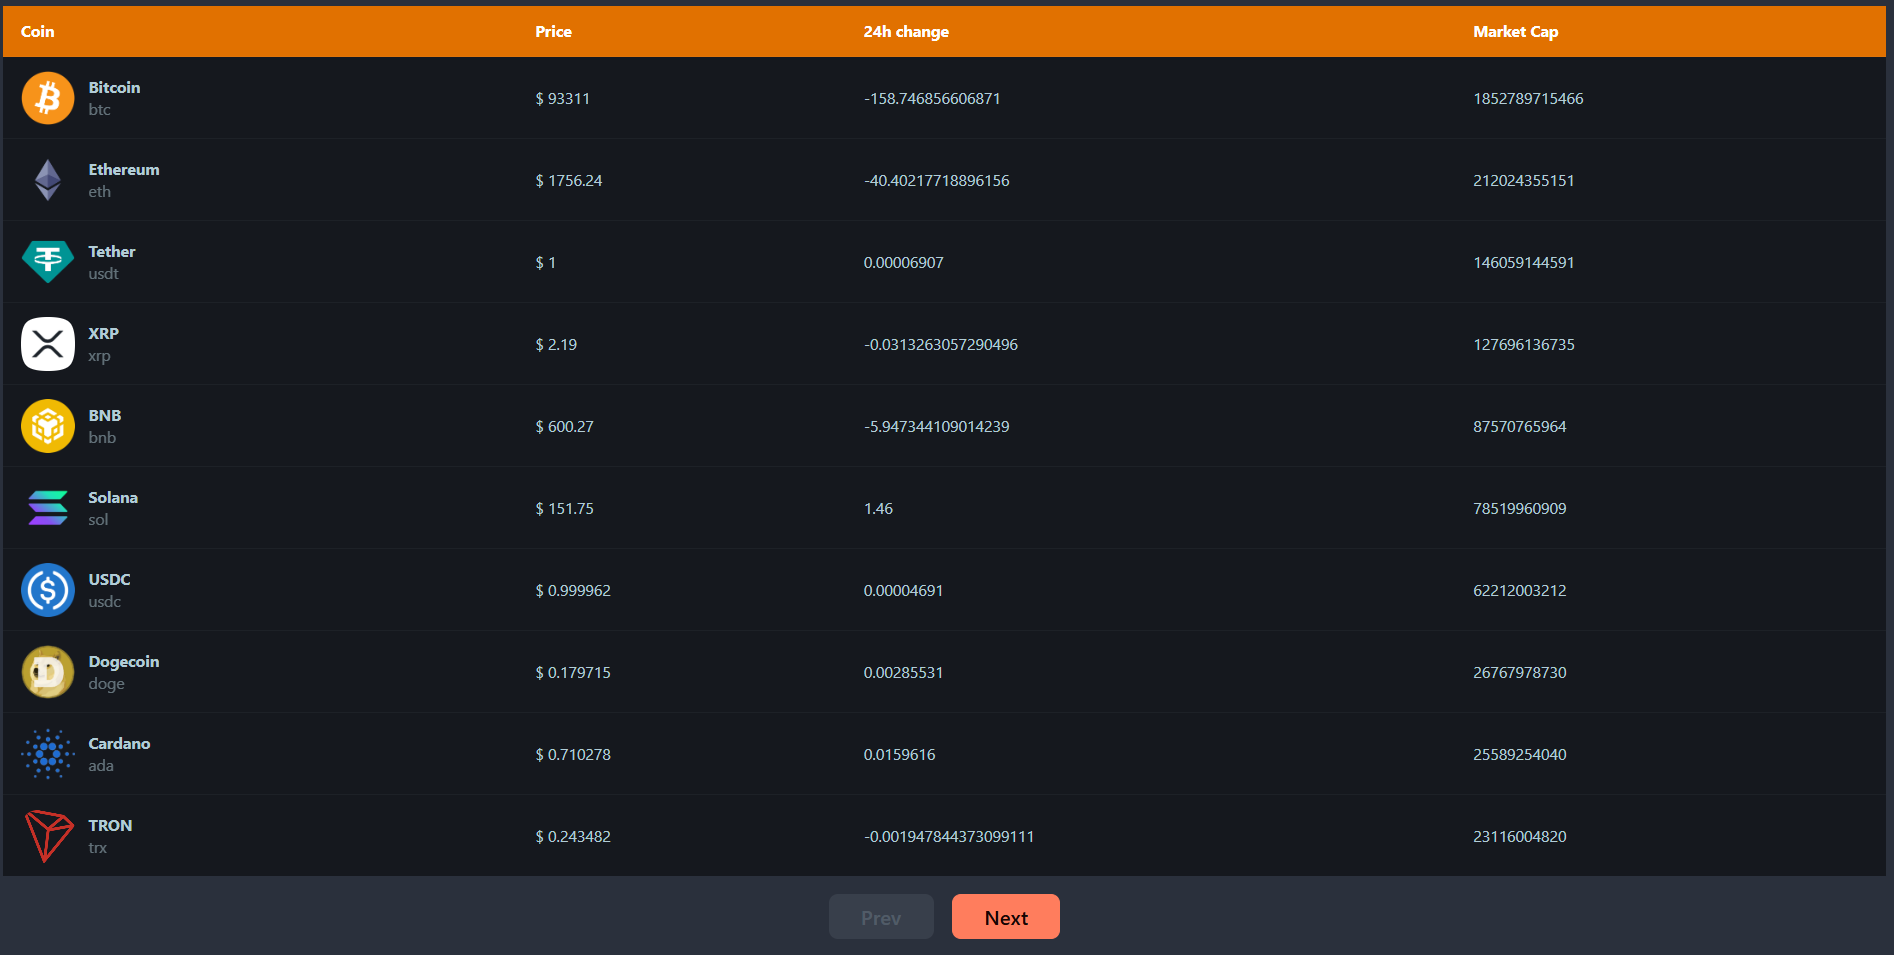 Coin Price 24h change Market Cap
Bitcoin
btc
$ 93311
-158.746856606871
1852789715466
Ethereum
eth
$ 1756.24
-40.40217718896156
212024355151
Tether
usdt
$ 1
0.00006907
146059144591
XRP
xrp
$ 2.19
-0.0313263057290496
127696136735
BNB
bnb
$ 600.27
-5.947344109014239
87570765964
Solana
sol
$ 151.75
1.46
78519960909
USDC
usdc
$ 0.999962
0.00004691
62212003212
Dogecoin
doge
$ 0.179715
0.00285531
26767978730
Cardano
ada
$ 0.710278
0.0159616
25589254040
TRON
trx
$ 0.243482
-0.001947844373099111
23116004820
Prev Next